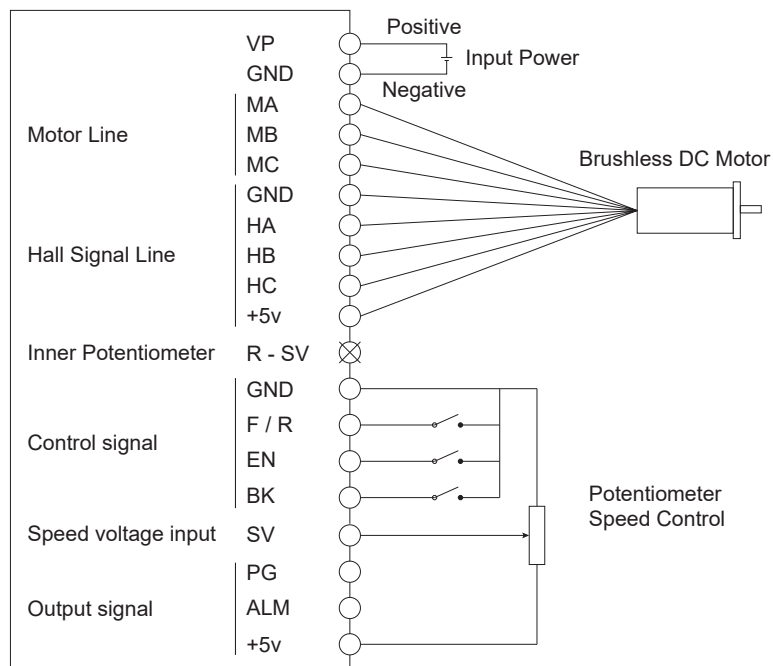 VP
Positive
Input Power
GND
Negative
Motor Line
MA
MB
MC
Brushless DC Motor
Hall Signal Line
GND
HA
HB
HC
+5v
Inner Potentiometer
R - SV
Control signal
GND
F / R
EN
BK
Potentiometer
Speed Control
Speed voltage input
SV
Output signal
PG
ALM
+5v